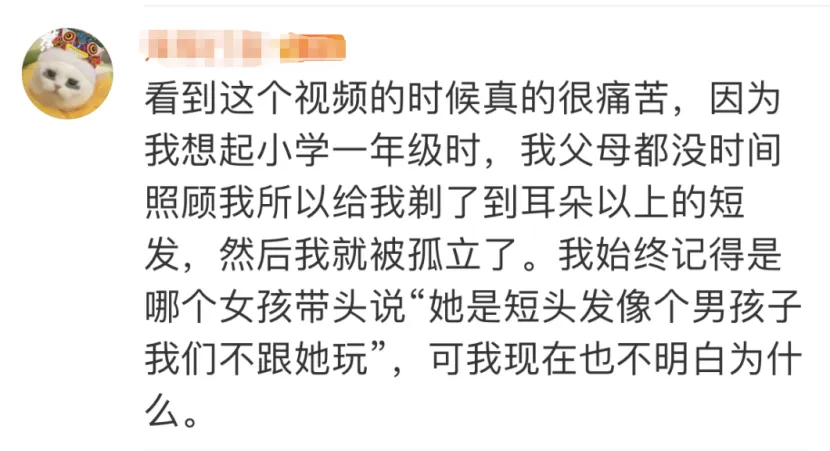 看到这个视频的时候真的很痛苦，因为
我想起小学一年级时，我父母都没时间
照顾我所以给我剃了到耳朵以上的短
发，然后我就被孤立了。我始终记得是
哪个女孩带头说“她是短头发像个男孩子
我们不跟她玩”，可我现在也不明白为什
么。